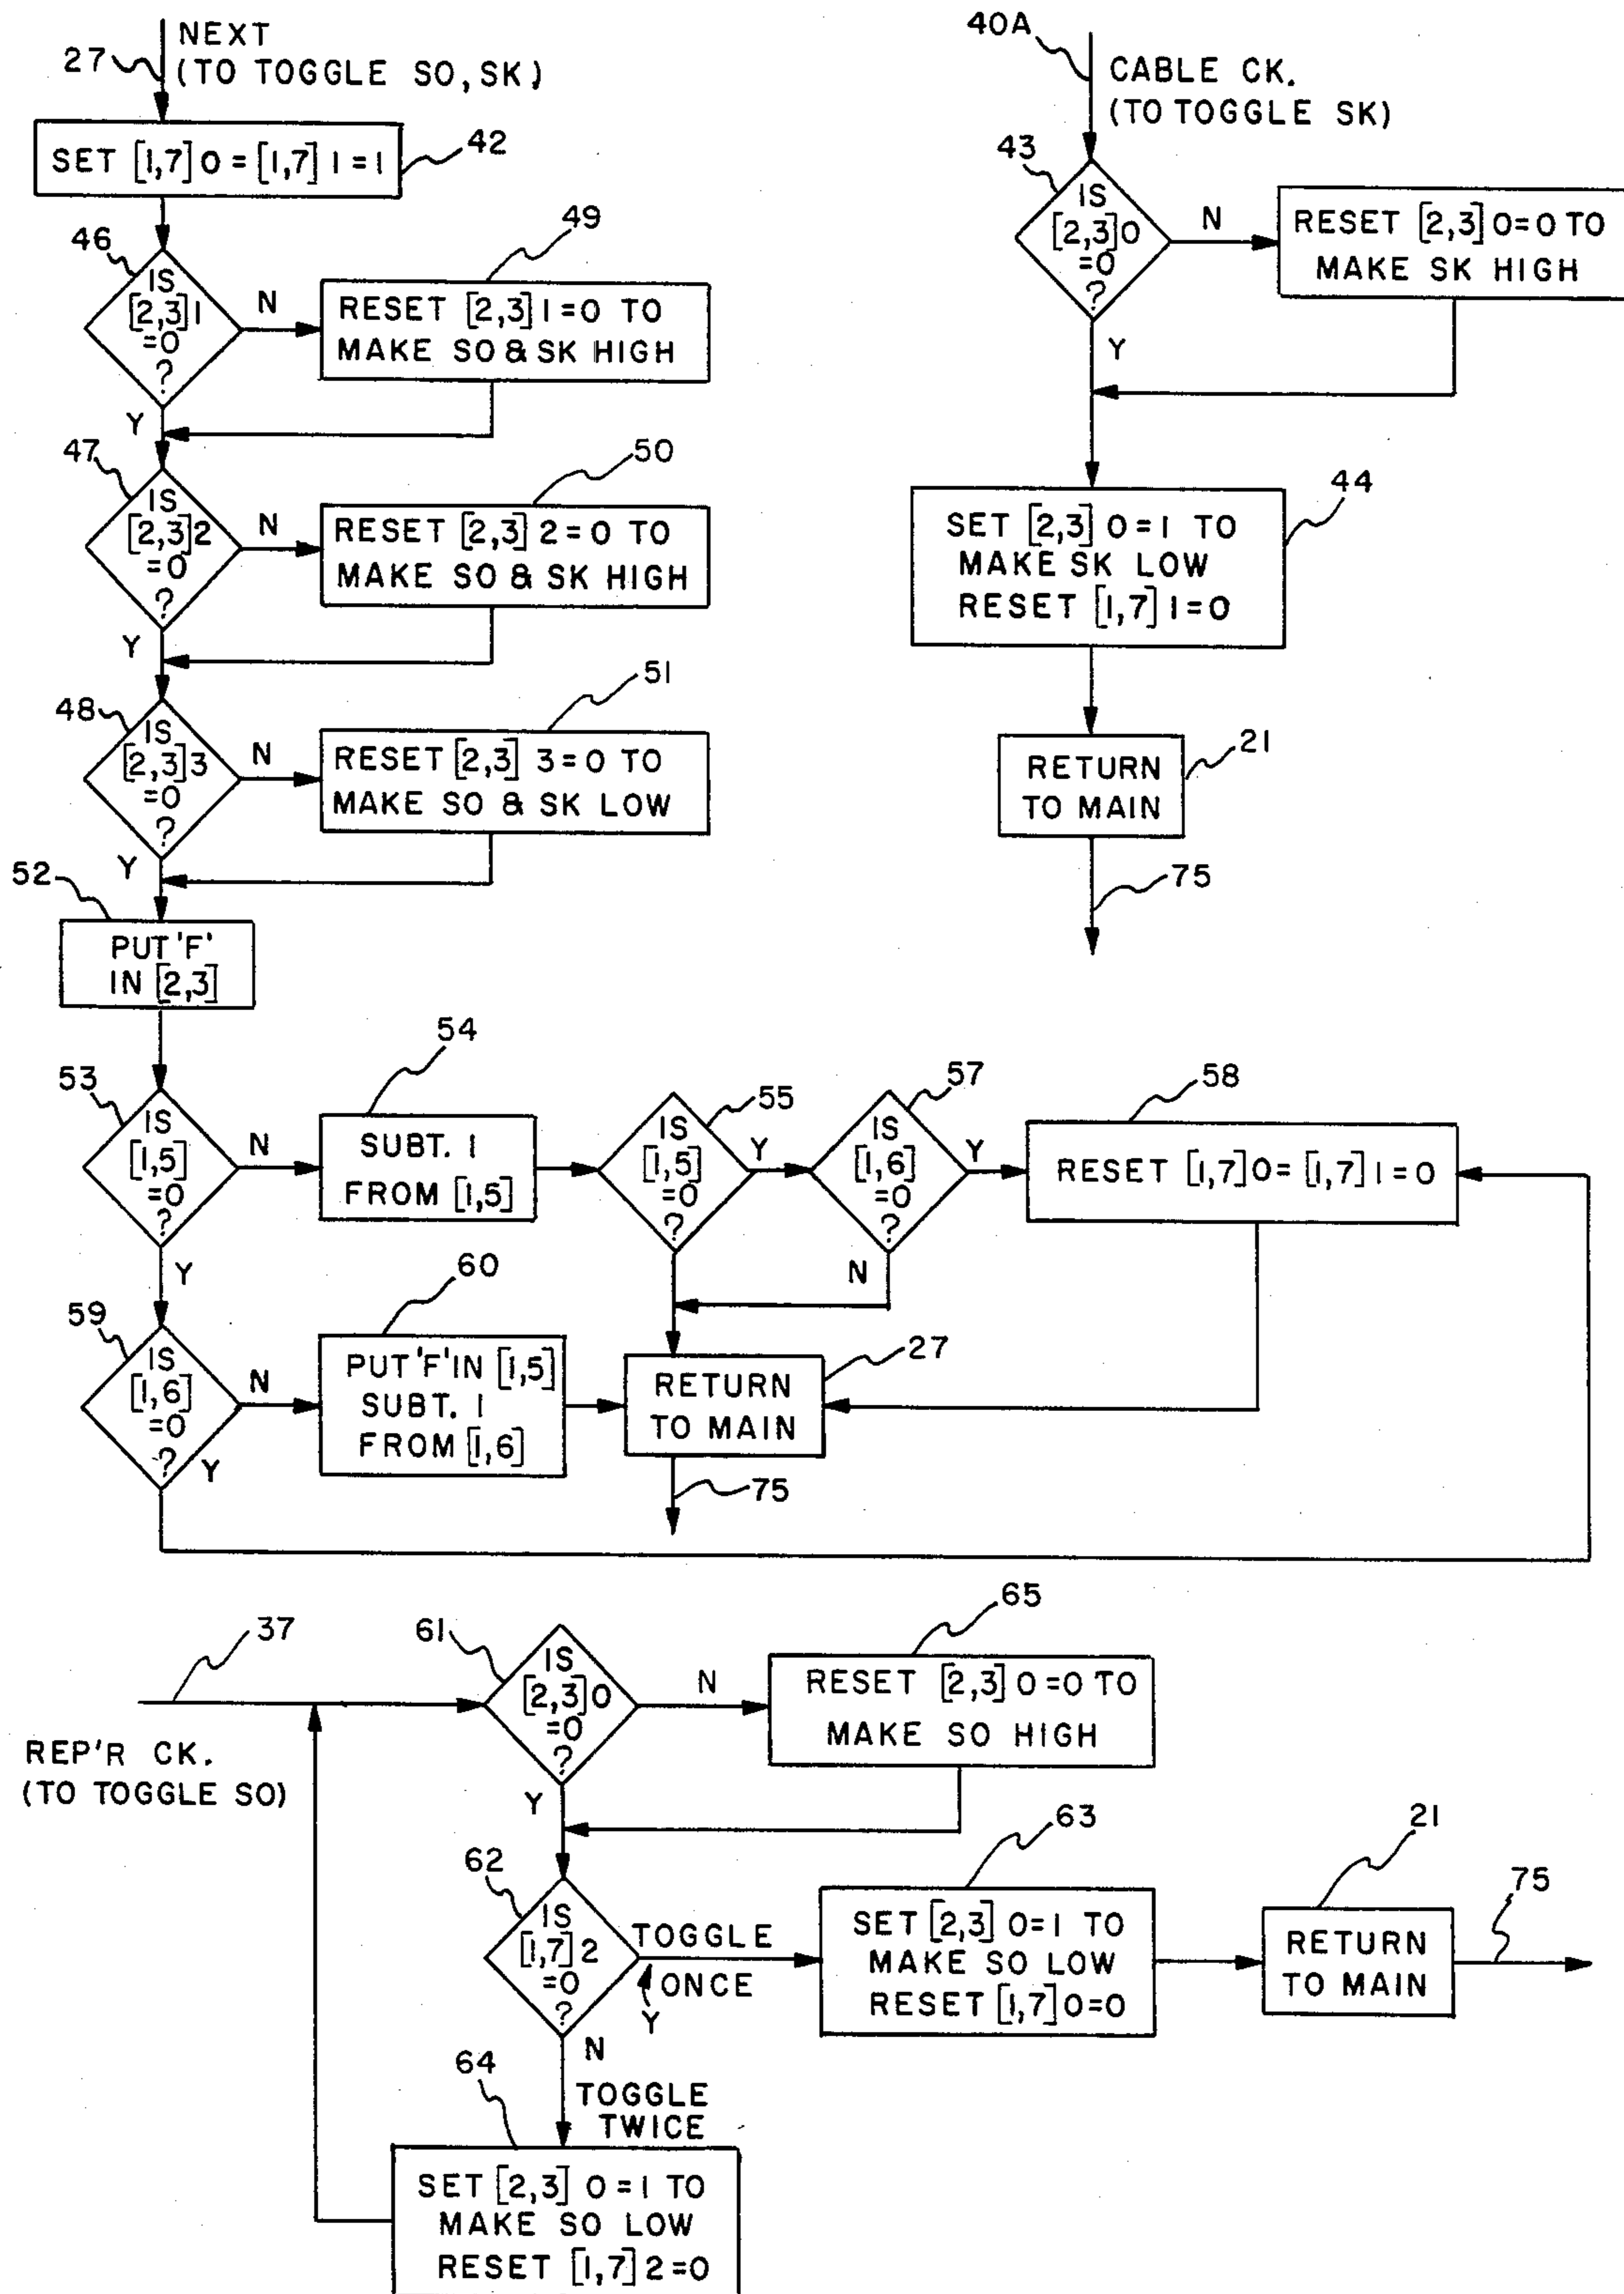 NEXT
(TO TOGGLE SO, SK)
27
SET [1,7] 0 = [1,7] 1 = 1
42
46
IS
[2,3] 1
=0
?
N
Y
49
RESET [2,3] 1 = 0 TO
MAKE SO & SK HIGH
47
IS
[2,3] 2
=0
?
N
Y
50
RESET [2,3] 2 = 0 TO
MAKE SO & SK HIGH
48
IS
[2,3] 3
=0
?
N
Y
51
RESET [2,3] 3 = 0 TO
MAKE SO & SK LOW
52
PUT 'F'
IN [2,3]
40A
CABLE CK.
(TO TOGGLE SK)
43
IS
[2,3] 0
=0
?
N
Y
RESET [2,3] 0=0 TO
MAKE SK HIGH
44
SET [2,3] 0 = 1 TO
MAKE SK LOW
RESET [1,7] 1 = 0
RETURN
TO MAIN
21
75
53
IS
[1,5]
=0
?
N
Y
54
SUBT. 1
FROM [1,5]
55
IS
[1,5]
=0
?
Y
57
IS
[1,6]
=0
?
Y
N
58
RESET [1,7] 0 = [1,7] 1 = 0
59
IS
[1,6]
=0
?
N
Y
60
PUT 'F' IN [1,5]
SUBT. 1
FROM [1,6]
27
RETURN
TO MAIN
75
37
REP'R CK.
(TO TOGGLE SO)
61
IS
[2,3] 0
=0
?
N
Y
65
RESET [2,3] 0 = 0 TO
MAKE SO HIGH
62
IS
[1,7] 2
=0
?
TOGGLE
ONCE
Y
N
TOGGLE
TWICE
63
SET [2,3] 0 = 1 TO
MAKE SO LOW
RESET [1,7] 0 = 0
21
RETURN
TO MAIN
75
64
SET [2,3] 0 = 1 TO
MAKE SO LOW
RESET [1,7] 2 = 0